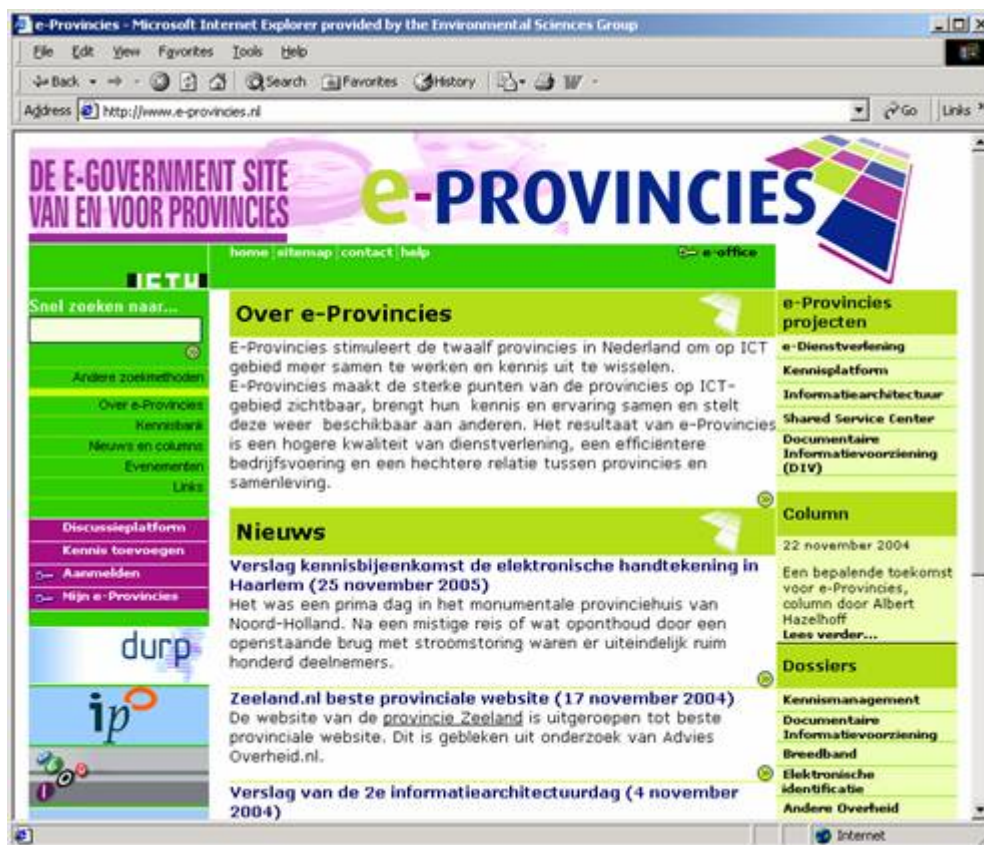 e-Provincies - Microsoft Internet Explorer provided by the Environmental Sciences Group
File Edit View Favorites Tools Help
Back Search Favorites History
Address http://www.e-provincies.nl Go Links
DE E-GOVERNMENT SITE
VAN EN VOOR PROVINCIES
e-PROVINCIES
home sitemap contact help e-office
ICTU
Snel zoeken naar...
Andere zoekmethoden
Over e-Provincies
Kennisbank
Nieuws en columns
Evenementen
Links
Discussieplatform
Kennis toevoegen
Aanmelden
Mijn e-Provincies
durp
ipo
Over e-Provincies
E-Provincies stimuleert de twaalf provincies in Nederland om op ICT
gebied meer samen te werken en kennis uit te wisselen.
E-Provincies maakt de sterke punten van de provincies op ICT-
gebied zichtbaar, brengt hun kennis en ervaring samen en stelt
deze weer beschikbaar aan anderen. Het resultaat van e-Provincies
is een hogere kwaliteit van dienstverlening, een efficiëntere
bedrijfsvoering en een hechtere relatie tussen provincies en
samenleving.
Nieuws
Verslag kennisbijeenkomst de elektronische handtekening in
Haarlem (25 november 2005)
Het was een prima dag in het monumentale provinciehuis van
Noord-Holland. Na een mistige reis of wat oponthoud door een
openstaande brug met stroomstoring waren er uiteindelijk ruim
honderd deelnemers.
Zeeland.nl beste provinciale website (17 november 2004)
De website van de provincie Zeeland is uitgeroepen tot beste
provinciale website. Dit is gebleken uit onderzoek van Advies
Overheid.nl.
Verslag van de 2e informatiearchitectuurdag (4 november
2004)
e-Provincies
projecten
e-Dienstverlening
Kennisplatform
Informatiearchitectuur
Shared Service Center
Documentaire
Informatievoorziening
(DIV)
Column
22 november 2004
Een bepalende toekomst
voor e-Provincies,
column door Albert
Hazelhoff
Lees verder...
Dossiers
Kennismanagement
Documentaire
Informatievoorziening
Breedband
Elektronische
identificatie
Andere Overheid
Internet